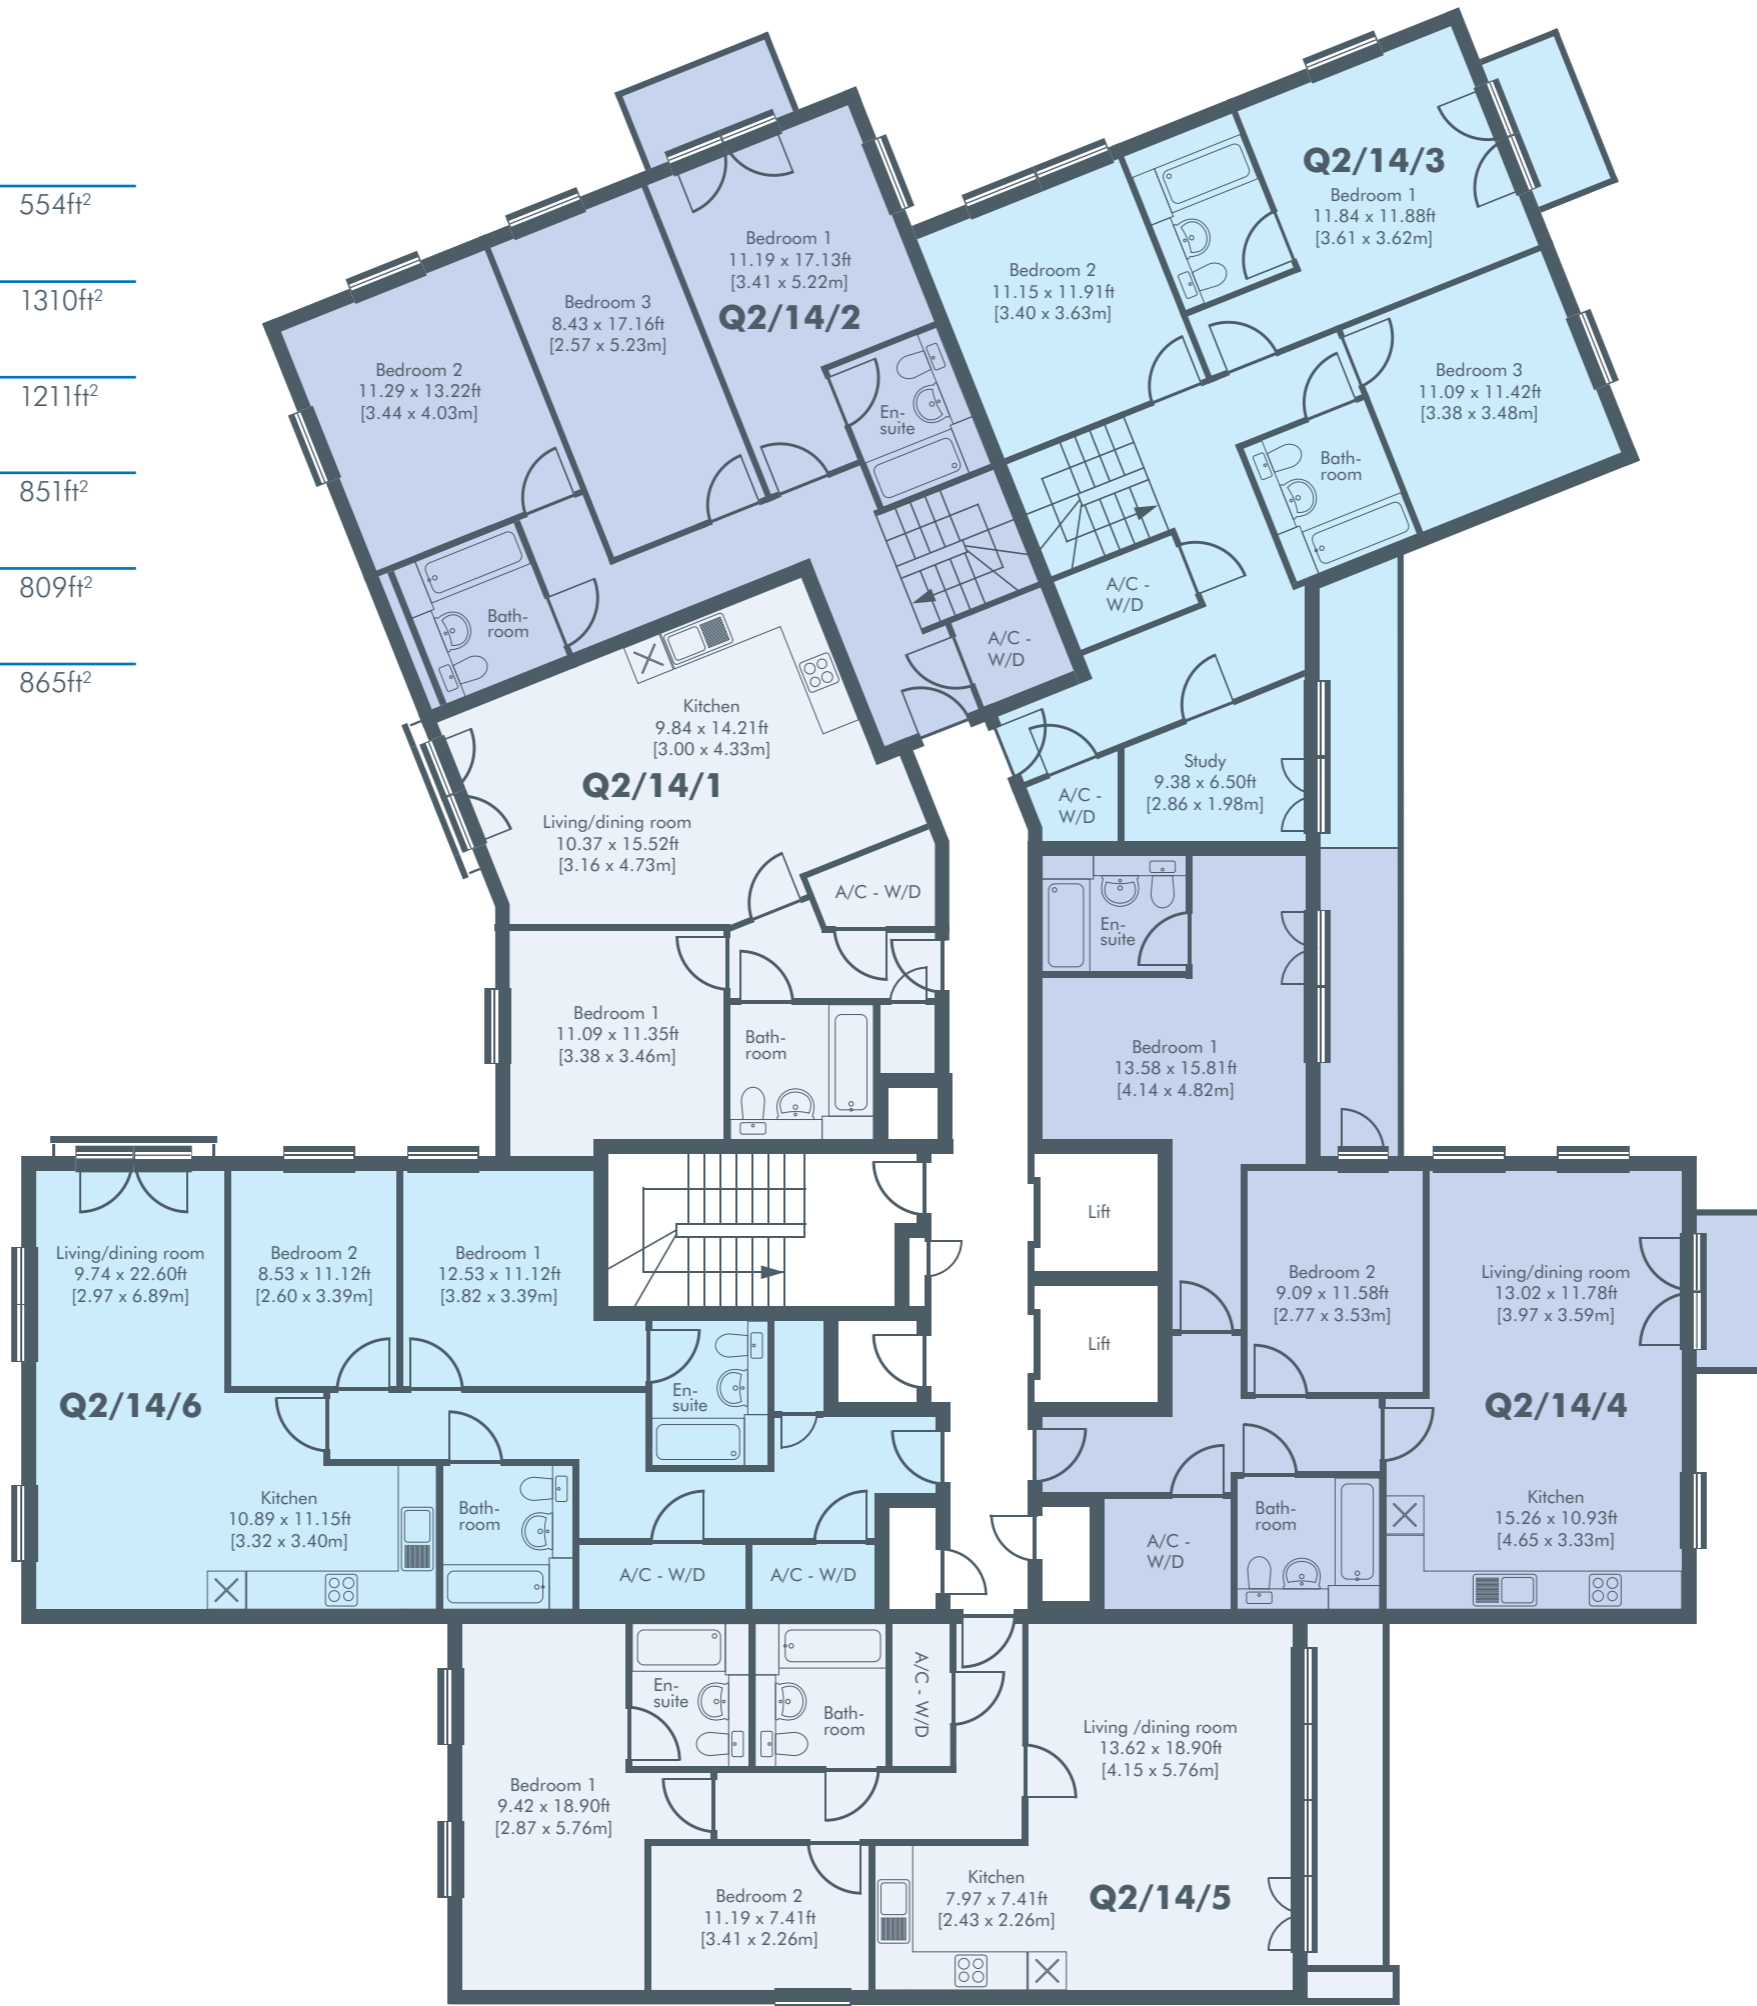 554ft²
1310ft²
1211ft²
851ft²
809ft²
865ft²
Q2/14/3
Bedroom 1
11.84 x 11.88ft
[3.61 x 3.62m]
Bedroom 2
11.15 x 11.91ft
[3.40 x 3.63m]
Bedroom 3
11.09 x 11.42ft
[3.38 x 3.48m]
Bath-
room
A/C -
W/D
Study
9.38 x 6.50ft
[2.86 x 1.98m]
A/C -
W/D
Bedroom 1
11.19 x 17.13ft
[3.41 x 5.22m]
Q2/14/2
Bedroom 3
8.43 x 17.16ft
[2.57 x 5.23m]
Bedroom 2
11.29 x 13.22ft
[3.44 x 4.03m]
En-
suite
Bath-
room
A/C -
W/D
Kitchen
9.84 x 14.21ft
[3.00 x 4.33m]
Q2/14/1
Living/dining room
10.37 x 15.52ft
[3.16 x 4.73m]
A/C - W/D
Bedroom 1
11.09 x 11.35ft
[3.38 x 3.46m]
Bath-
room
En-
suite
Bedroom 1
13.58 x 15.81ft
[4.14 x 4.82m]
Lift
Lift
Bedroom 2
9.09 x 11.58ft
[2.77 x 3.53m]
Living/dining room
13.02 x 11.78ft
[3.97 x 3.59m]
Q2/14/4
Kitchen
15.26 x 10.93ft
[4.65 x 3.33m]
A/C -
W/D
Bath-
room
Living/dining room
9.74 x 22.60ft
[2.97 x 6.89m]
Bedroom 2
8.53 x 11.12ft
[2.60 x 3.39m]
Bedroom 1
12.53 x 11.12ft
[3.82 x 3.39m]
Q2/14/6
En-
suite
Kitchen
10.89 x 11.15ft
[3.32 x 3.40m]
Bath-
room
A/C - W/D
A/C - W/D
En-
suite
Bath-
room
A/C - W/D
Living /dining room
13.62 x 18.90ft
[4.15 x 5.76m]
Bedroom 1
9.42 x 18.90ft
[2.87 x 5.76m]
Bedroom 2
11.19 x 7.41ft
[3.41 x 2.26m]
Kitchen
7.97 x 7.41ft
[2.43 x 2.26m]
Q2/14/5